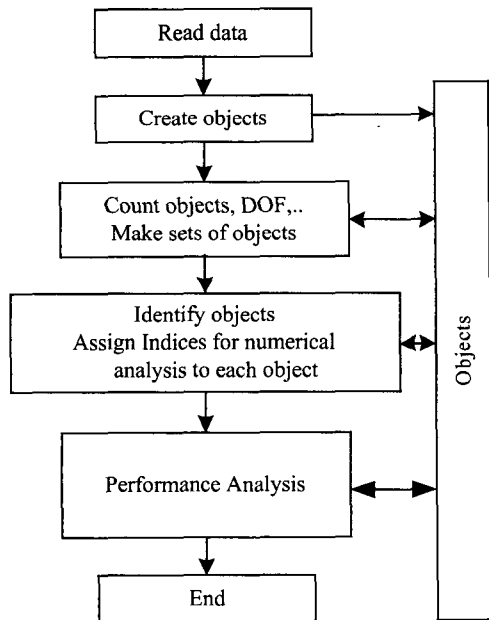 Read data
Create objects
Count objects, DOF,..
Make sets of objects
Identify objects
Assign Indices for numerical
analysis to each object
Performance Analysis
End
Objects